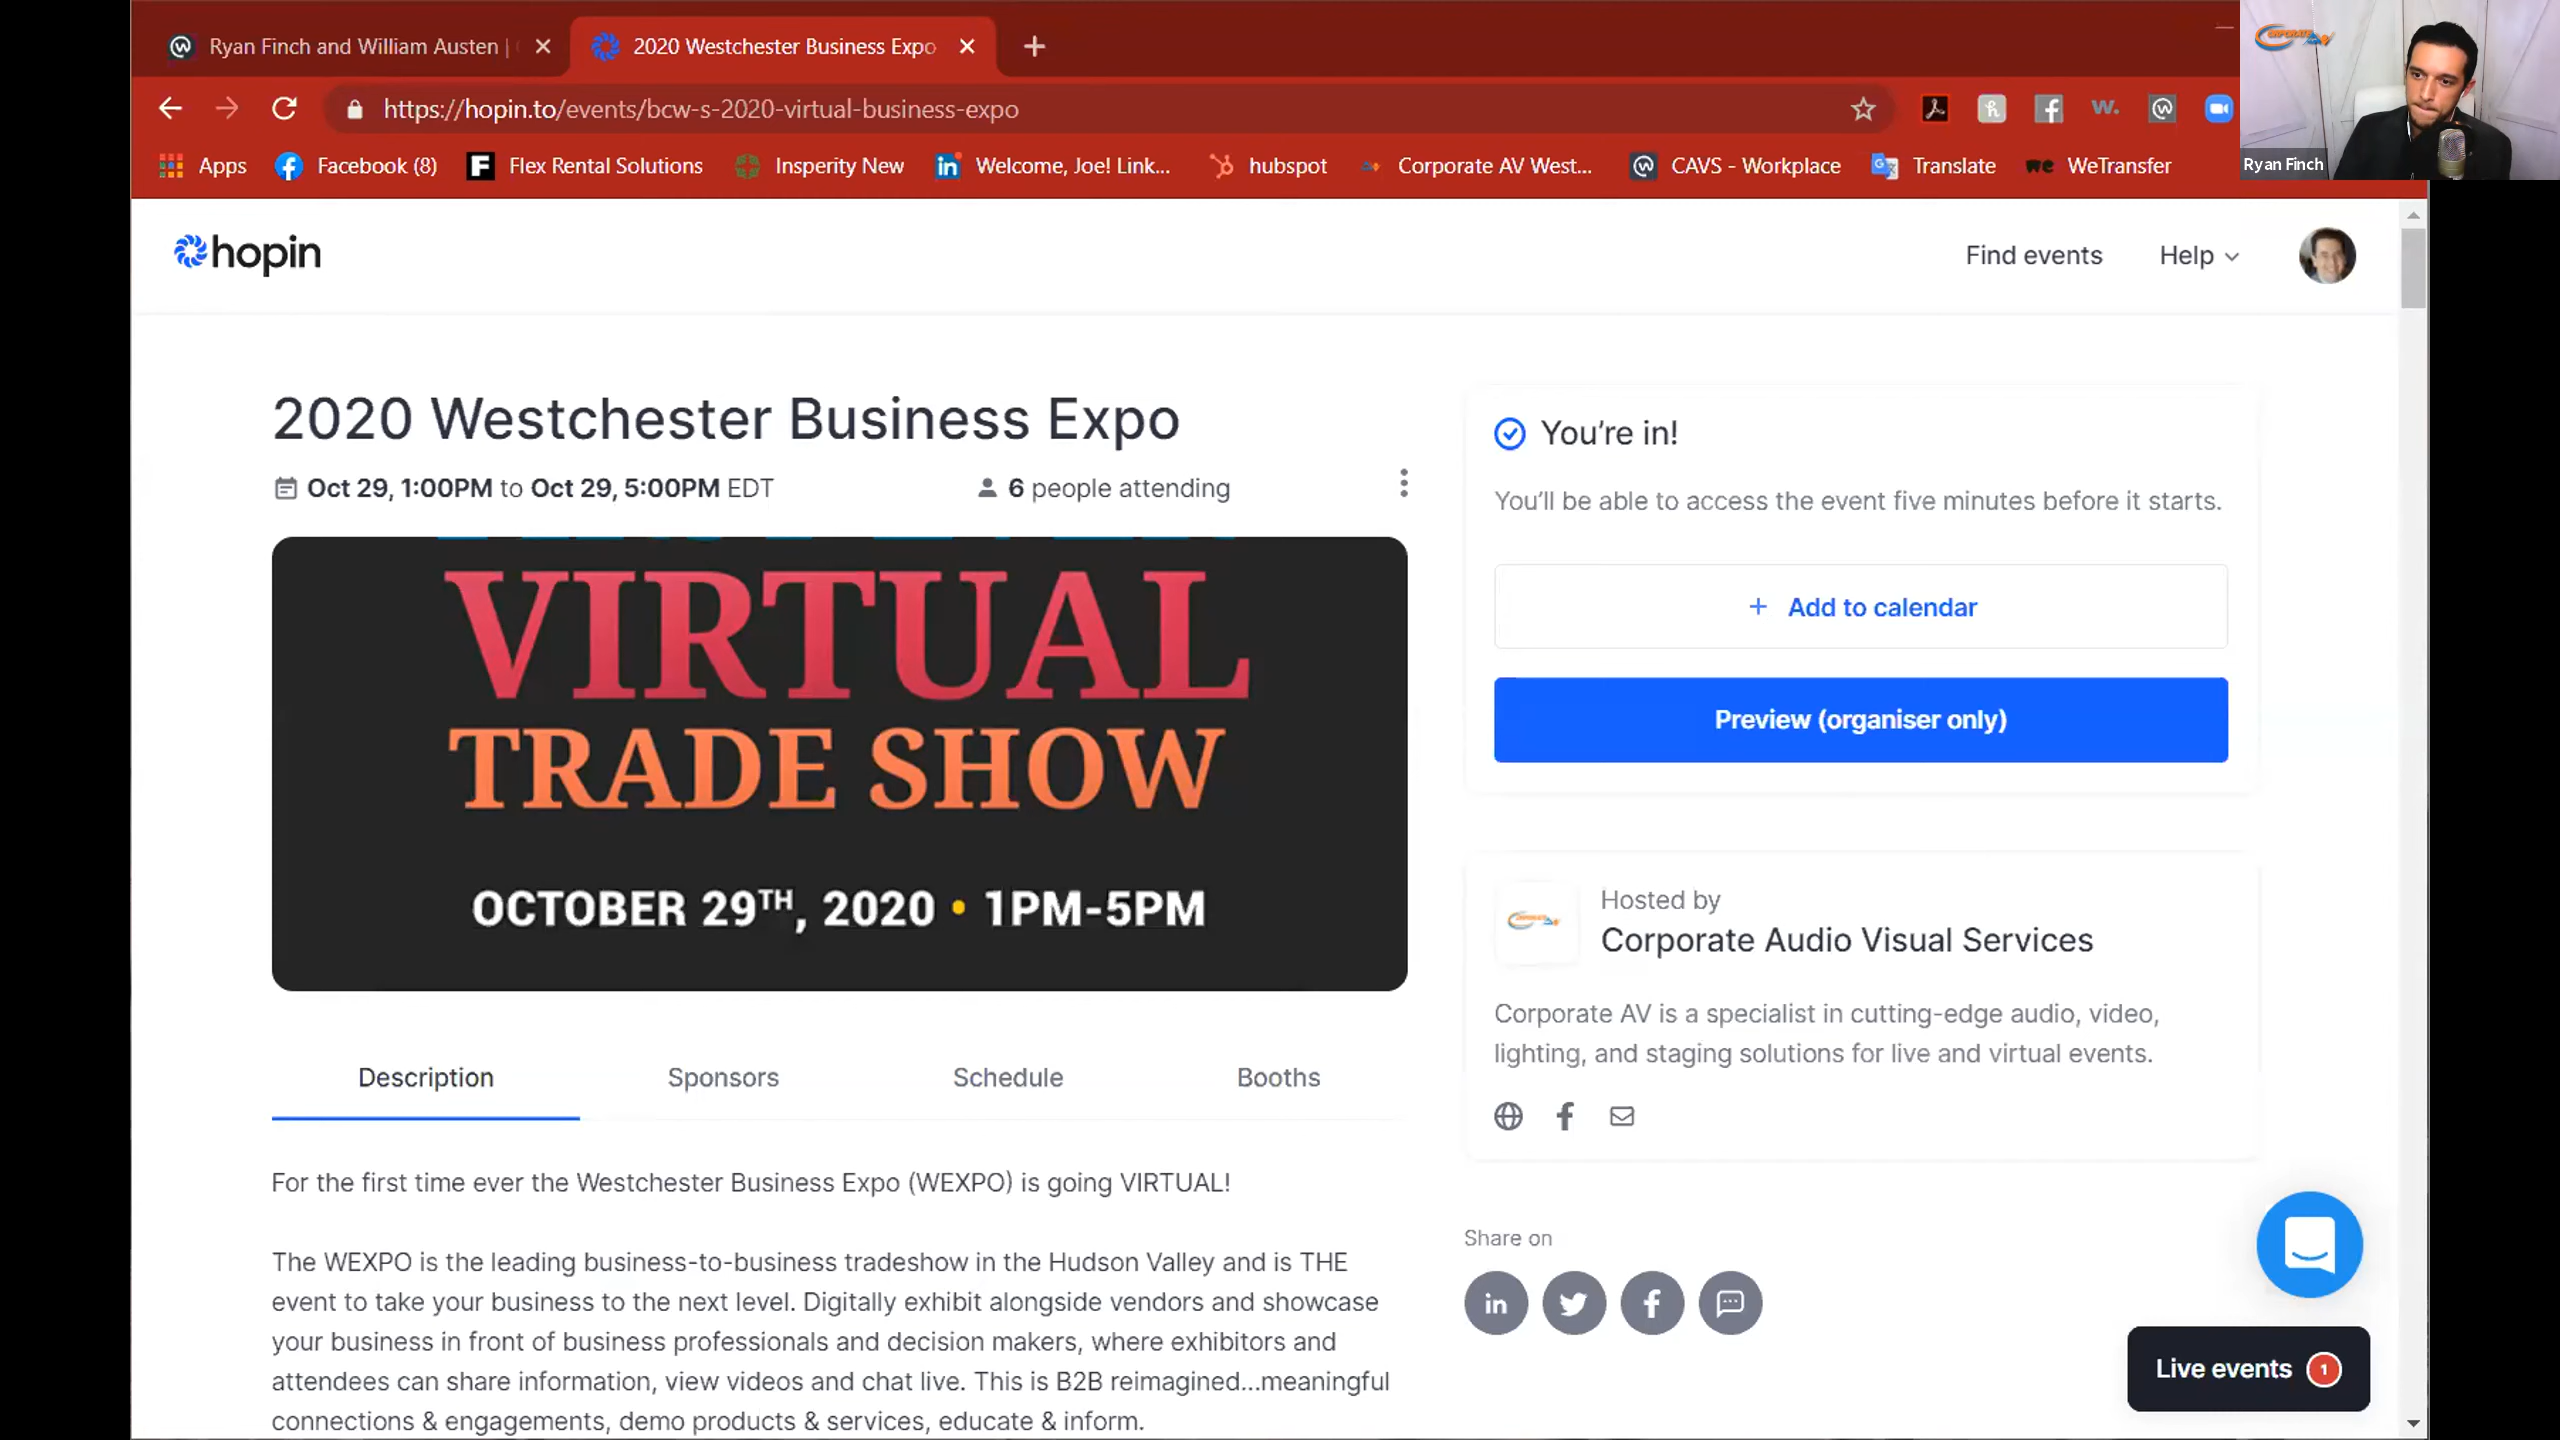 Ryan Finch and William Austen |
2020 Westchester Business Expo
https://hopin.to/events/bcw-s-2020-virtual-business-expo
Apps
Facebook (8)
Flex Rental Solutions
Insperity New
Welcome, Joe! Link...
hubspot
Corporate AV West...
CAVS - Workplace
Translate
WeTransfer
Ryan Finch
hopin
Find events
Help
2020 Westchester Business Expo
Oct 29, 1:00PM to Oct 29, 5:00PM EDT
6 people attending
VIRTUAL
TRADE SHOW
OCTOBER 29TH, 2020 • 1PM-5PM
You're in!
You'll be able to access the event five minutes before it starts.
+ Add to calendar
Preview (organiser only)
Hosted by
Corporate Audio Visual Services
Corporate AV is a specialist in cutting-edge audio, video,
lighting, and staging solutions for live and virtual events.
Description
Sponsors
Schedule
Booths
For the first time ever the Westchester Business Expo (WEXPO) is going VIRTUAL!
The WEXPO is the leading business-to-business tradeshow in the Hudson Valley and is THE
event to take your business to the next level. Digitally exhibit alongside vendors and showcase
your business in front of business professionals and decision makers, where exhibitors and
attendees can share information, view videos and chat live. This is B2B reimagined...meaningful
connections & engagements, demo products & services, educate & inform.
Share on
Live events 1